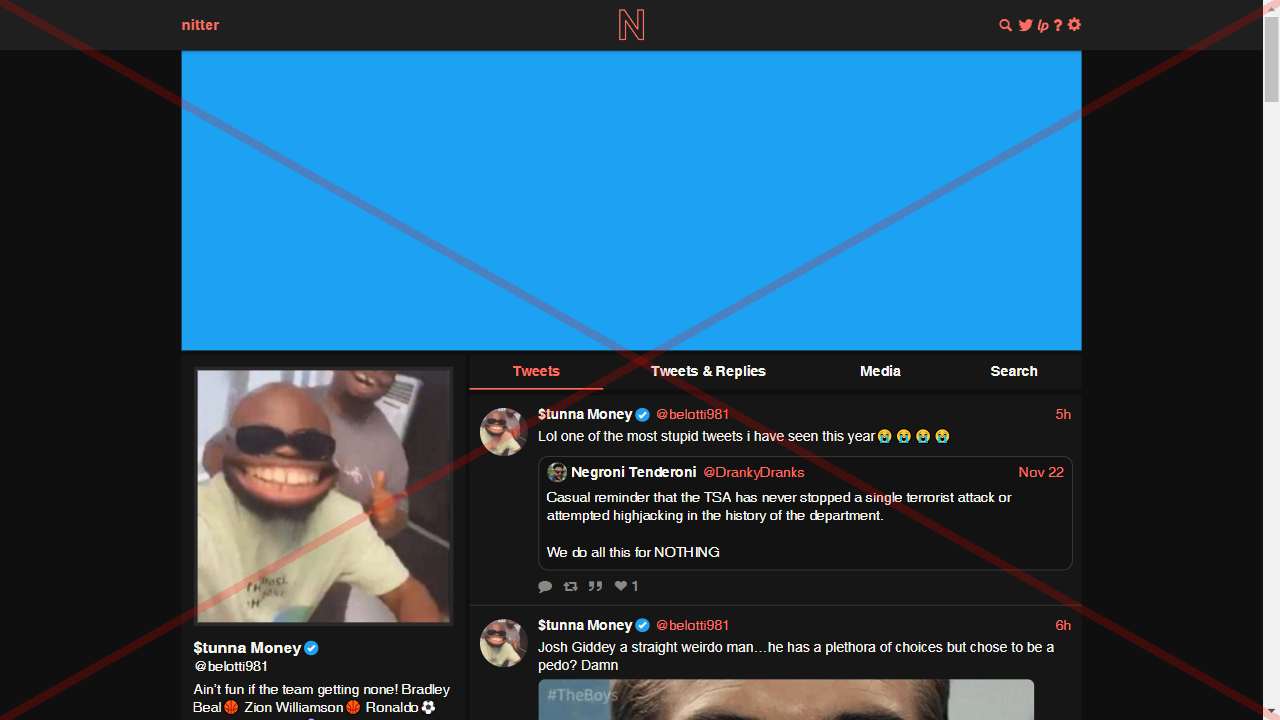 nitter
N
lp ?
Tweets
Tweets & Replies
Media
Search
$tunna Money @belotti981 5h
Lol one of the most stupid tweets i have seen this year😭 😭 😭 😭
Negroni Tenderoni @DrankyDranks Nov 22
Casual reminder that the TSA has never stopped a single terrorist attack or
attempted highjacking in the history of the department.
We do all this for NOTHING
1
$tunna Money @belotti981 6h
Josh Giddey a straight weirdo man…he has a plethora of choices but chose to be a
pedo? Damn
#TheBoys
$tunna Money
@belotti981
Ain’t fun if the team getting none! Bradley
Beal🏀 Zion Williamson🏀 Ronaldo⚽